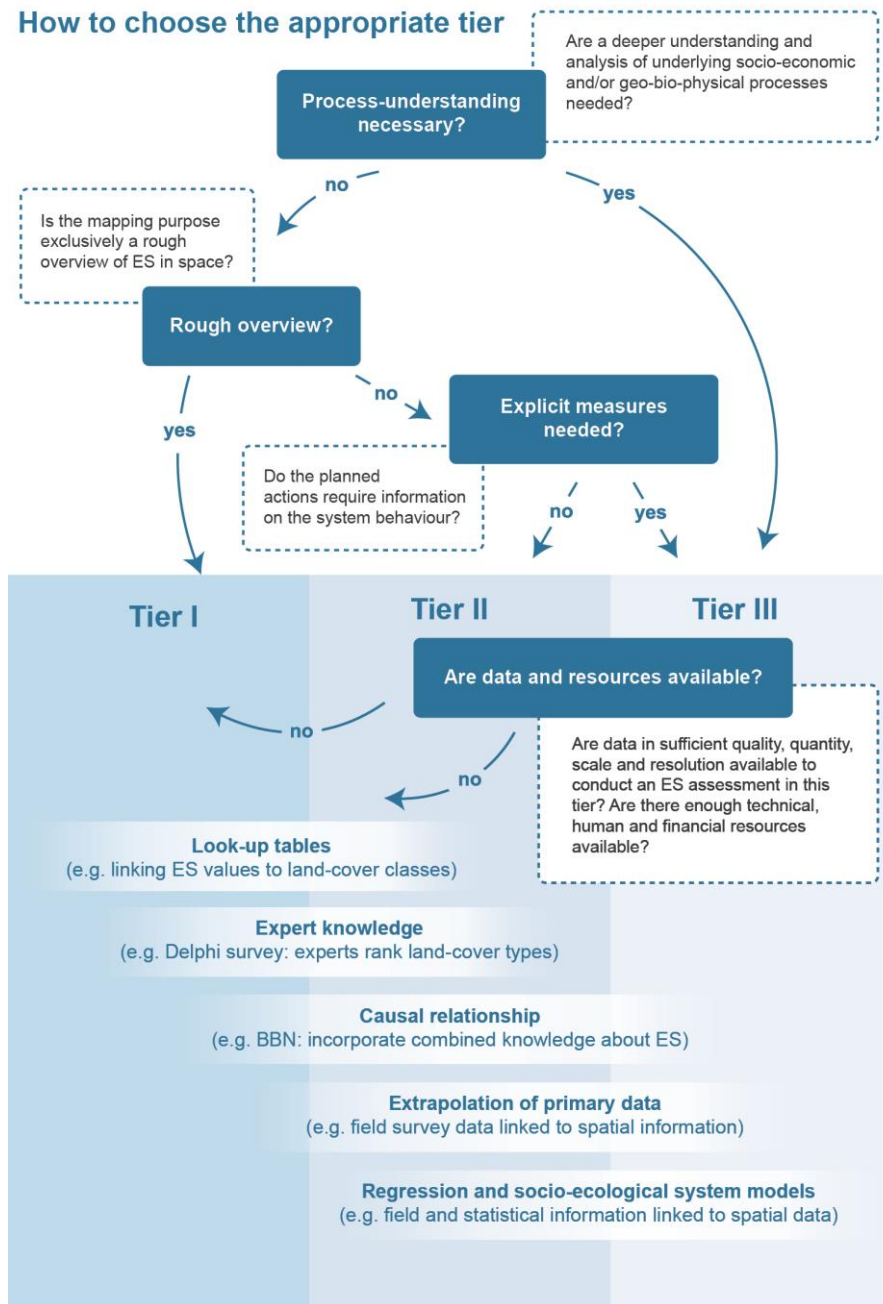 How to choose the appropriate tier
Are a deeper understanding and
analysis of underlying socio-economic
and/or geo-bio-physical processes
needed?
Process-understanding
necessary?
no
yes
Is the mapping purpose
exclusively a rough
overview of ES in space?
Rough overview?
no
yes
Explicit measures
needed?
Do the planned
actions require information
on the system behaviour?
no
yes
Tier I
Tier II
Tier III
Are data and resources available?
no
no
Are data in sufficient quality, quantity,
scale and resolution available to
conduct an ES assessment in this
tier? Are there enough technical,
human and financial resources
available?
Look-up tables
(e.g. linking ES values to land-cover classes)
Expert knowledge
(e.g. Delphi survey: experts rank land-cover types)
Causal relationship
(e.g. BBN: incorporate combined knowledge about ES)
Extrapolation of primary data
(e.g. field survey data linked to spatial information)
Regression and socio-ecological system models
(e.g. field and statistical information linked to spatial data)